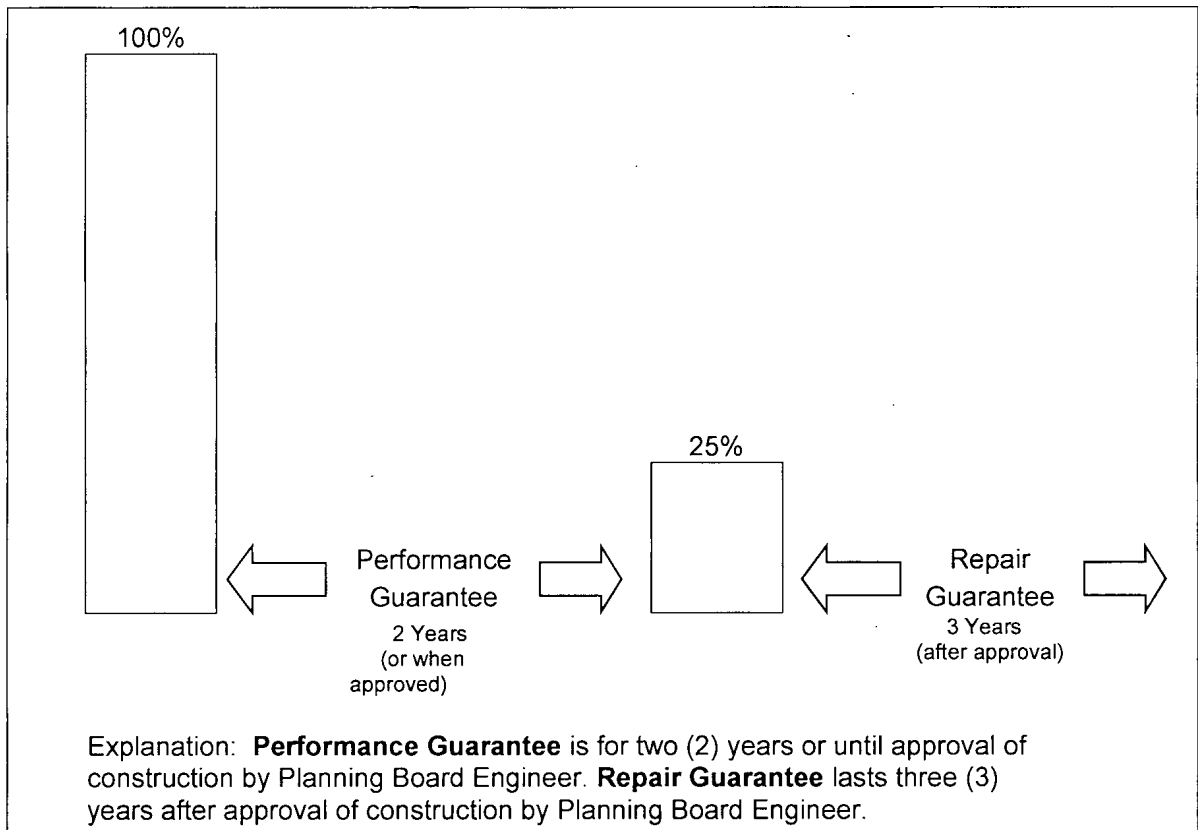 100%
25%
Performance
Guarantee
2 Years
(or when
approved)
Repair
Guarantee
3 Years
(after approval)
Explanation: Performance Guarantee is for two (2) years or until approval of
construction by Planning Board Engineer. Repair Guarantee lasts three (3)
years after approval of construction by Planning Board Engineer.